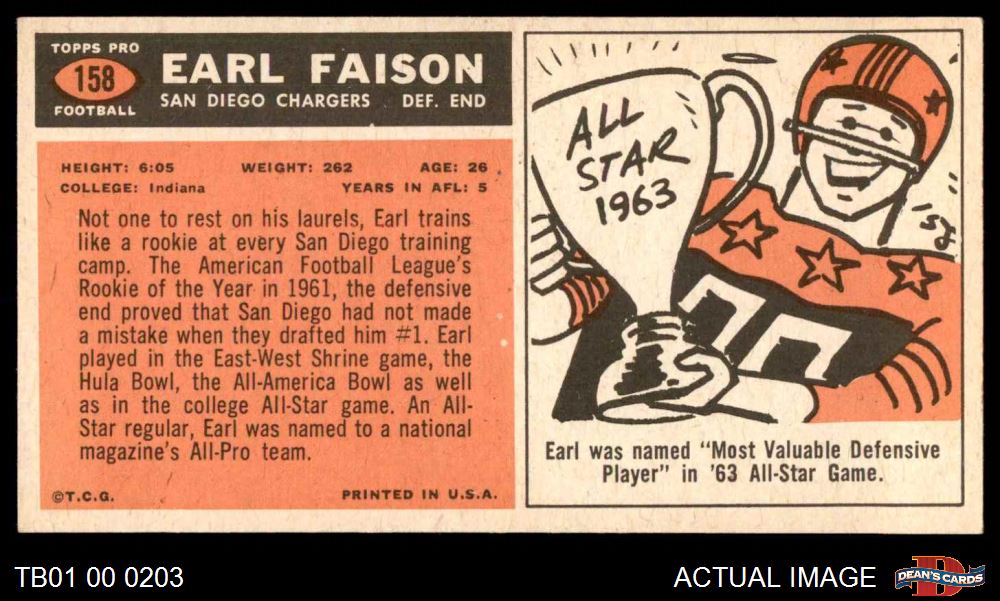 TOPPS PRO
158
FOOTBALL
EARL FAISON
SAN DIEGO CHARGERS DEF. END
HEIGHT: 6:05 WEIGHT: 262 AGE: 26
COLLEGE: Indiana YEARS IN AFL: 5
Not one to rest on his laurels, Earl trains
like a rookie at every San Diego training
camp. The American Football League's
Rookie of the Year in 1961, the defensive
end proved that San Diego had not made
a mistake when they drafted him #1. Earl
played in the East-West Shrine game, the
Hula Bowl, the All-America Bowl as well
as in the college All-Star game. An All-
Star regular, Earl was named to a national
magazine's All-Pro team.
©T.C.G. PRINTED IN U.S.A.
ALL
STAR
1963
Earl was named "Most Valuable Defensive
Player" in '63 All-Star Game.
TB01 00 0203
ACTUAL IMAGE
D
DEAN'S CARDS